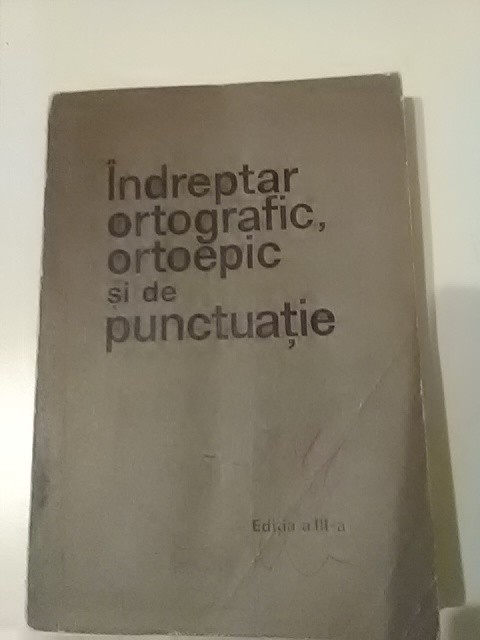 Îndreptar
ortografic,
ortoepic
și de
punctuație
Ediția a III-a